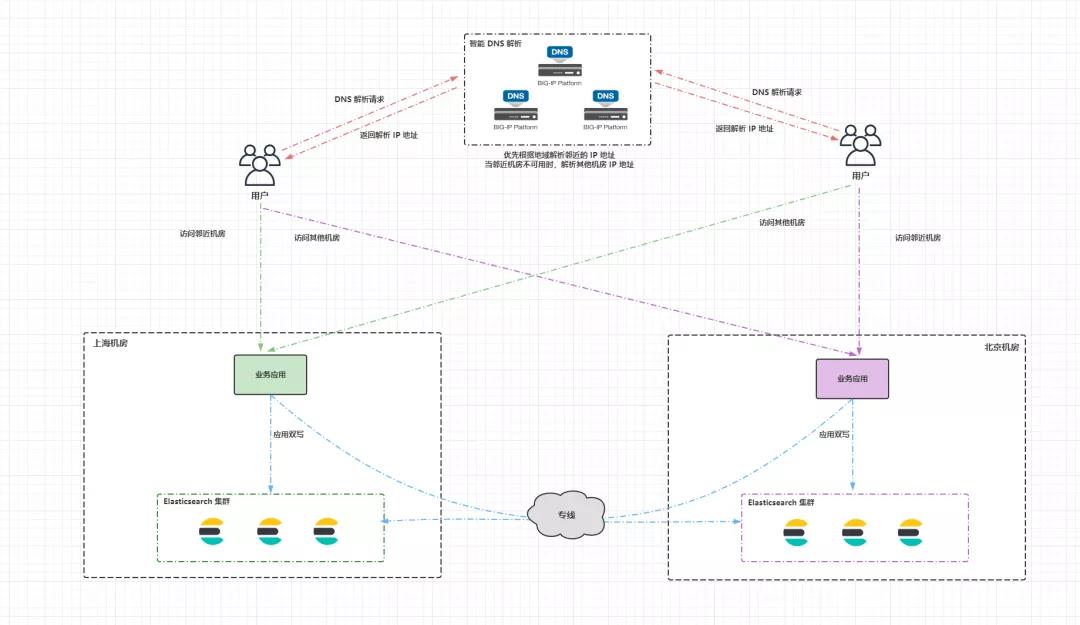 智能 DNS 解析
DNS
BIG-IP Platform
DNS
DNS
BIG-IP Platform
BIG-IP Platform
DNS 解析请求
返回解析 IP 地址
DNS 解析请求
返回解析 IP 地址
优先根据地域解析邻近的 IP 地址
当邻近机房不可用时，解析其他机房 IP 地址
用户
用户
访问邻近机房
访问其他机房
访问其他机房
访问邻近机房
上海机房
北京机房
业务应用
业务应用
应用双写
应用双写
Elasticsearch 集群
专线
Elasticsearch 集群